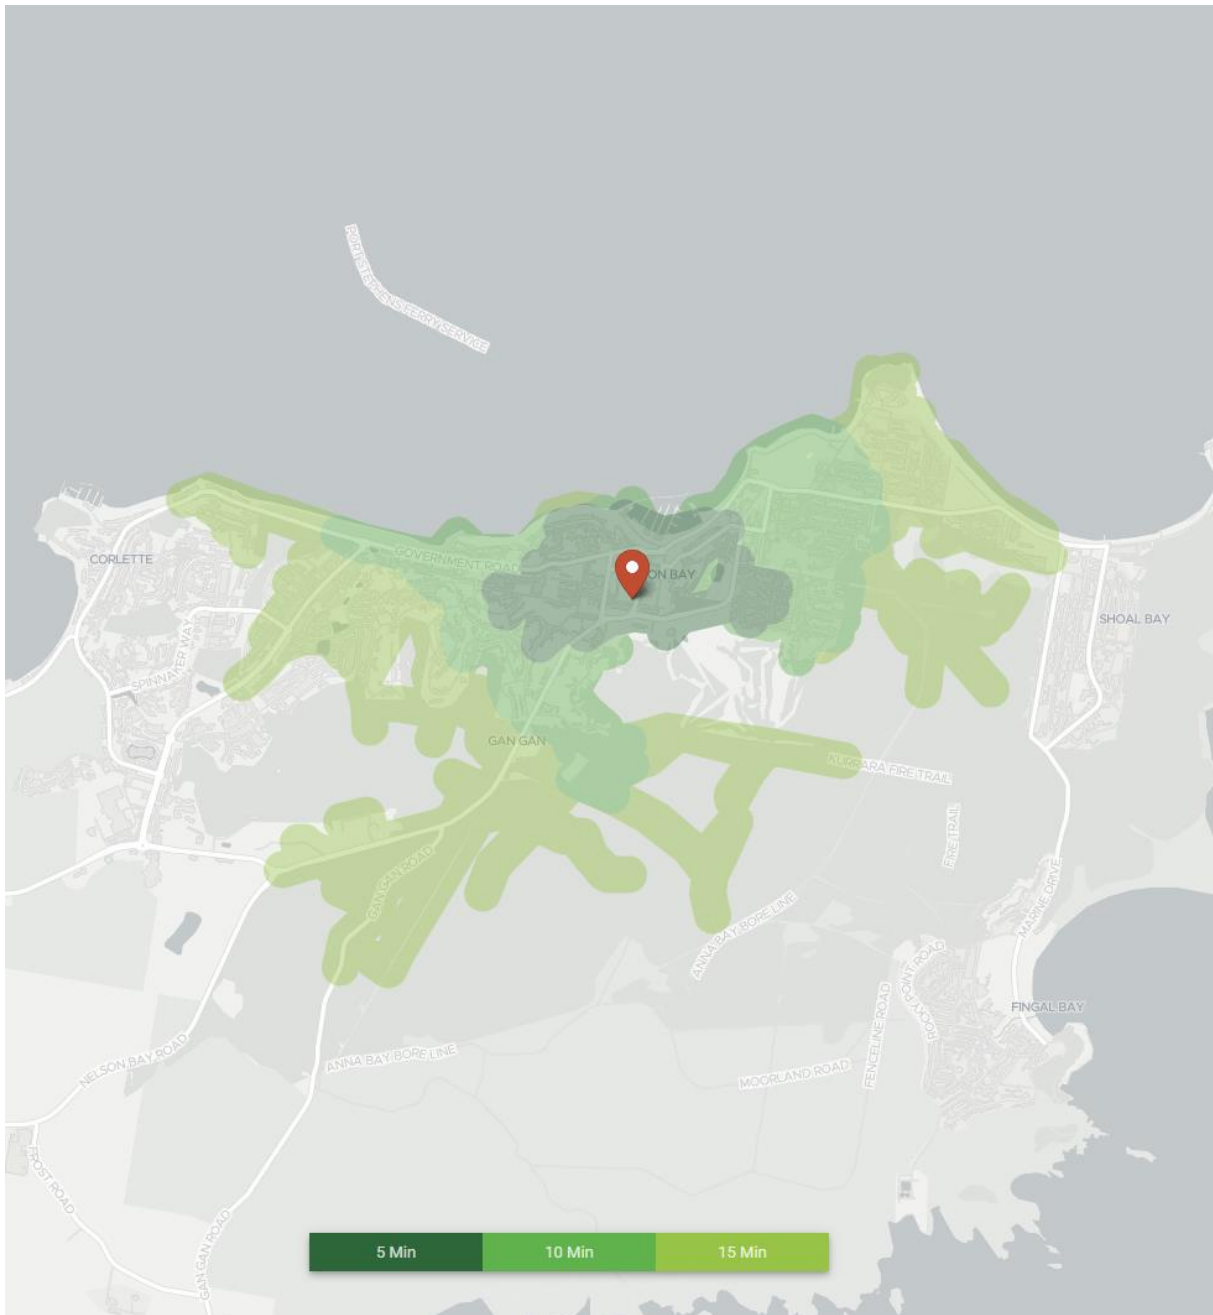 PORT STEPHENS FERRY SERVICE
CORLETTE
GOVERNMENT ROAD
ON BAY
SHOAL BAY
SPINNAKER WAY
GAN GAN
KURRARA FIRE TRAIL
FIRE TRAIL
GAN GAN ROAD
MARINE DRIVE
ANNA BAY BORE LINE
ROCKY POINT ROAD
FINGAL BAY
FENCELINE ROAD
NELSON BAY ROAD
ANNA BAY BORE LINE
MOORLAND ROAD
FROST ROAD
GAN GAN ROAD
5 Min
10 Min
15 Min